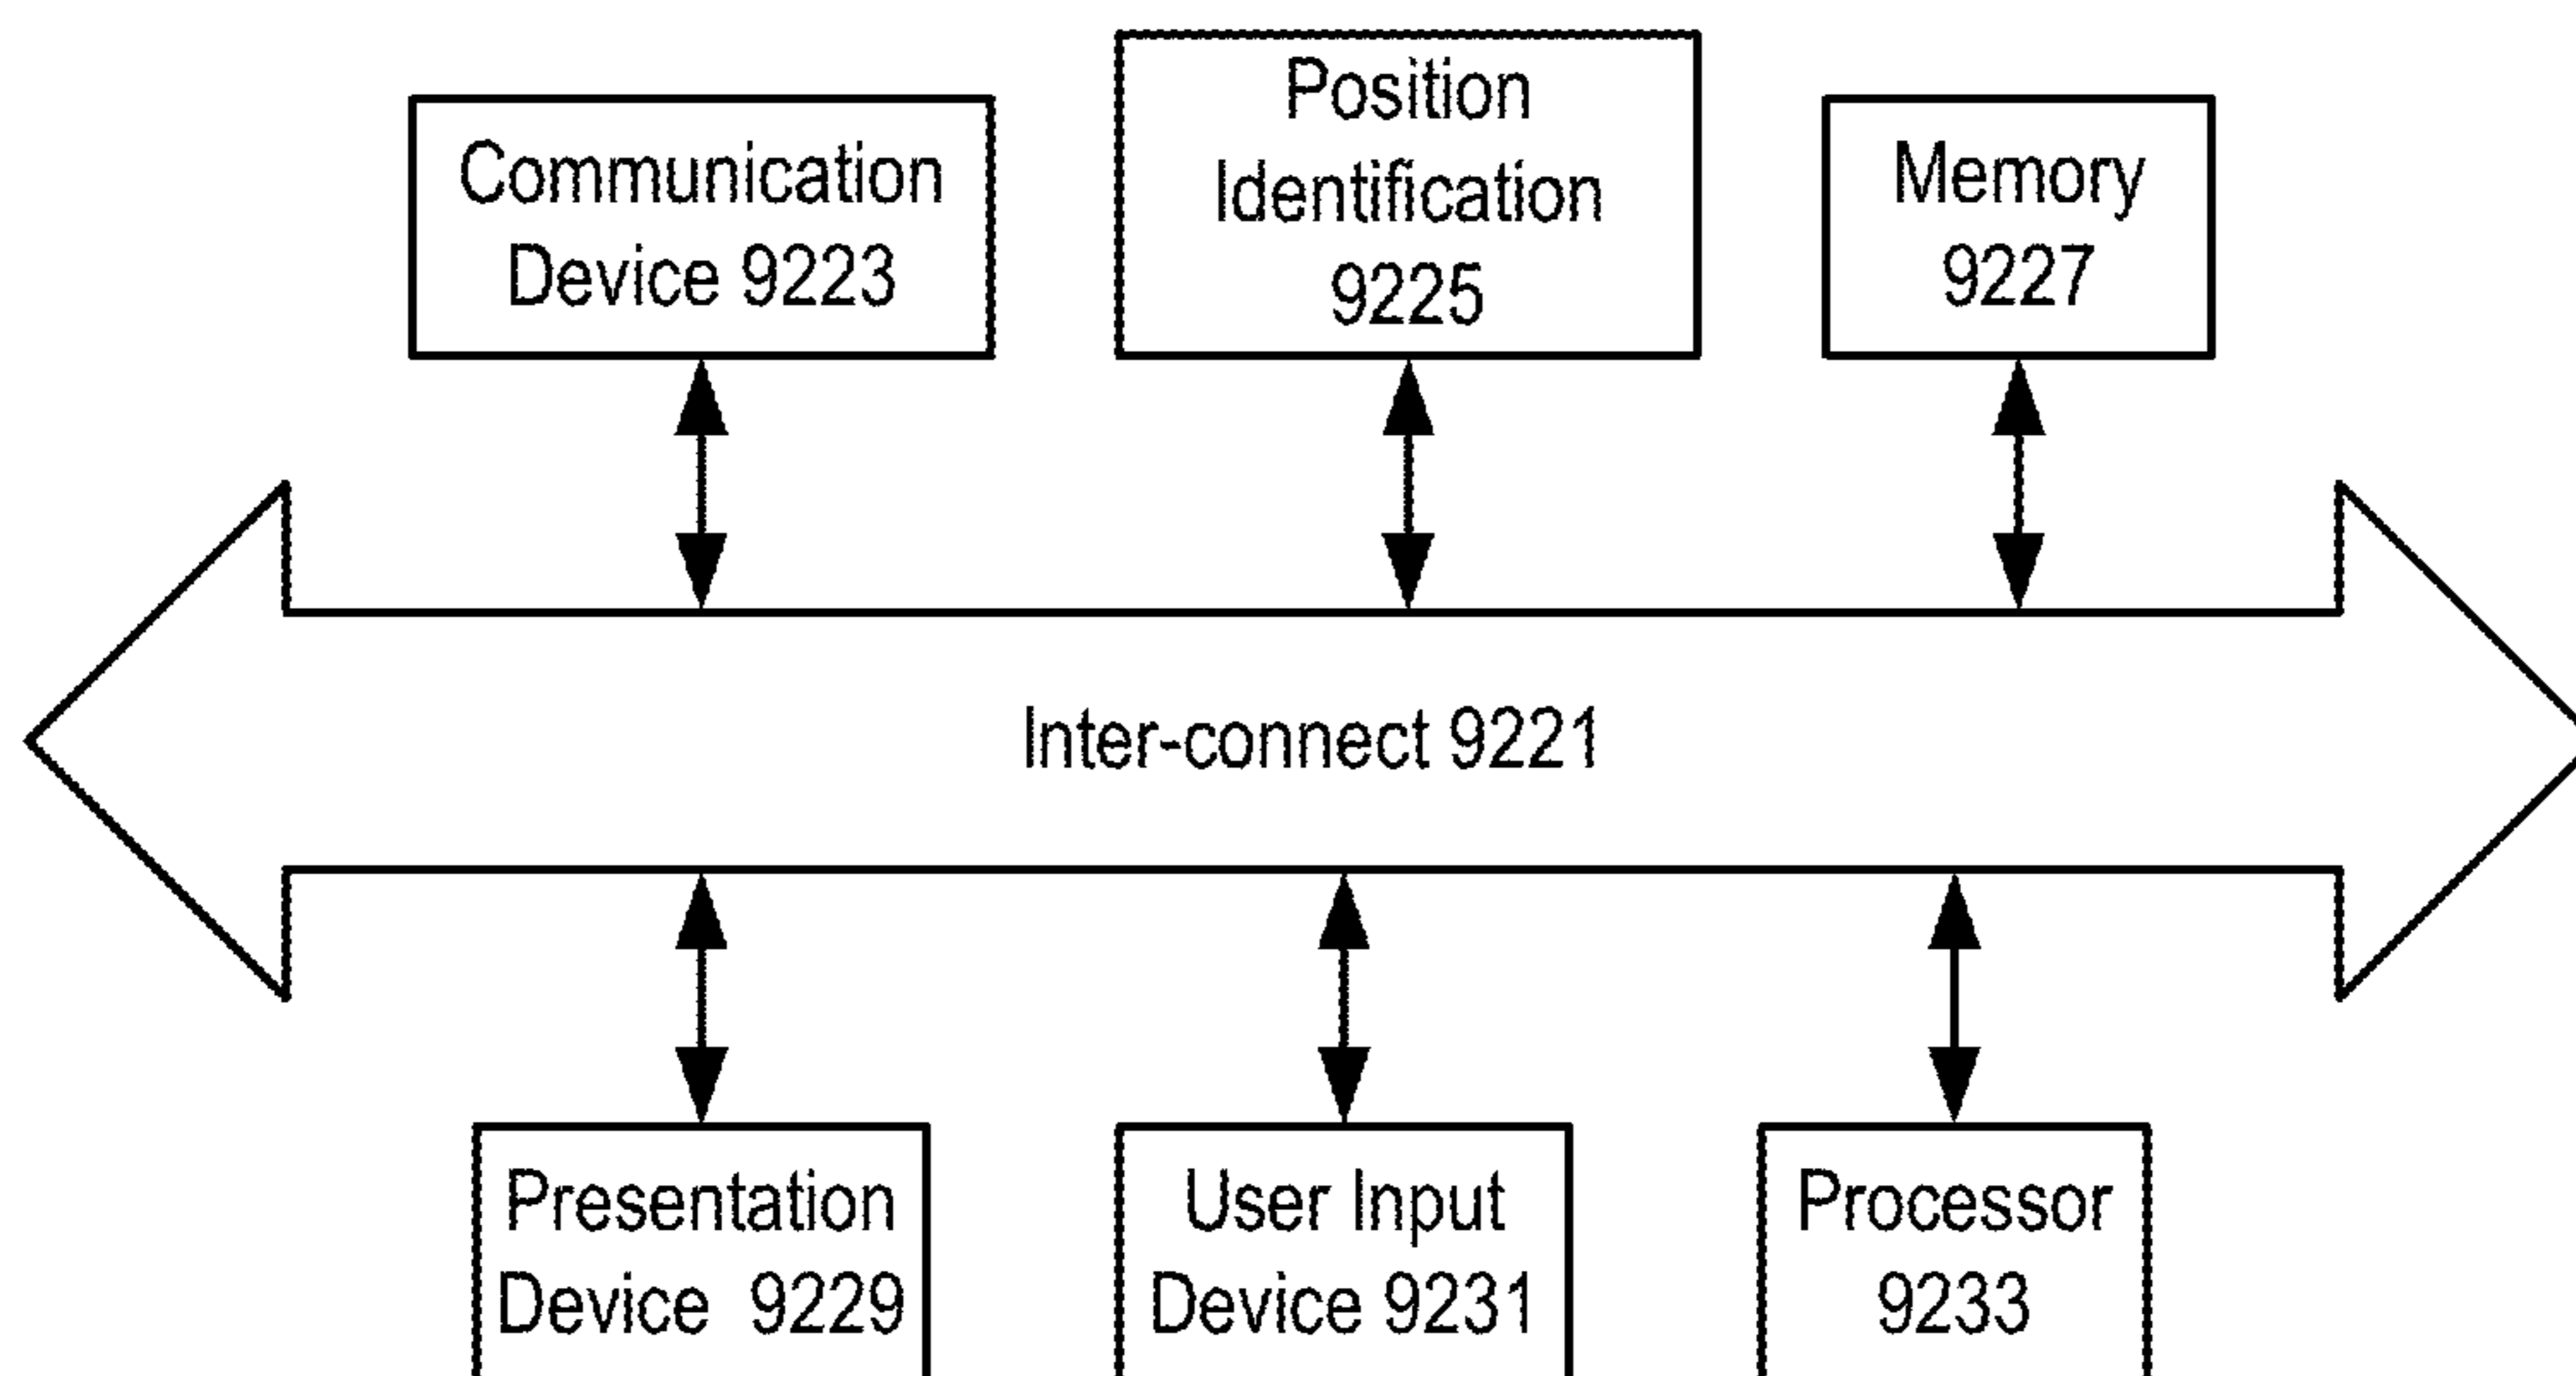 Communication
Device 9223
Position
Identification
9225
Memory
9227
Inter-connect 9221
Presentation
Device 9229
User Input
Device 9231
Processor
9233